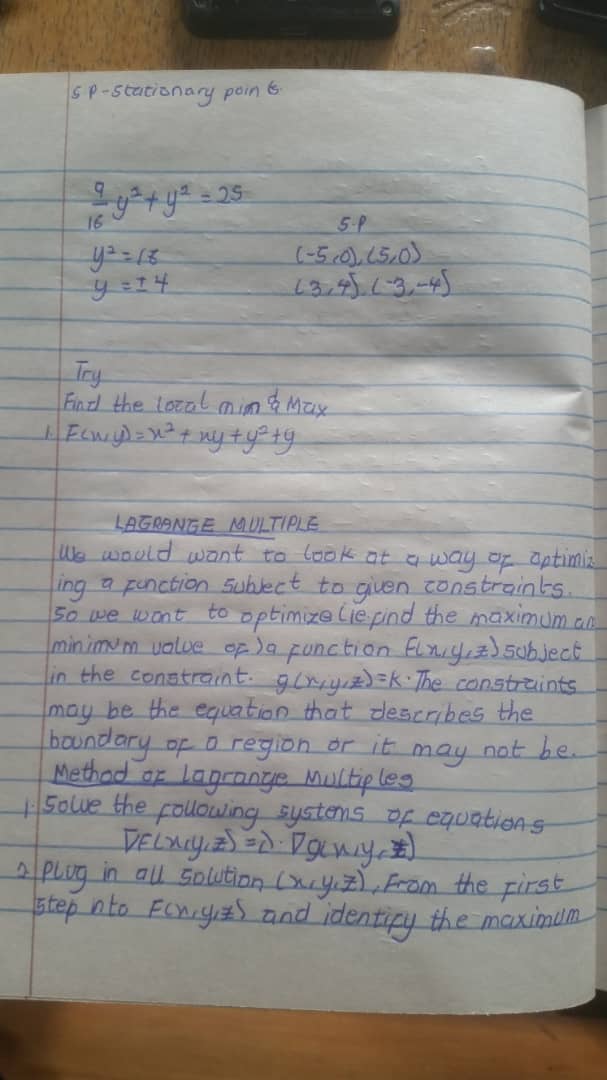 S P-Stationary points
9/16 y² + y² = 25
S.P
y² = 16
(-5,0), (5,0)
y = ± 4
(3,4), (-3,-4)
Try
Find the local min & Max
1. F(x,y) = x² + xy + y² + y
LAGRANGE MULTIPLE
We would want to look at a way of optimiz
ing a function subject to given constraints.
So we want to optimize (ie find the maximum an
minimum value of) a function F(x,y,z) subject
in the constraint. g(x,y,z)=K. The constraints
may be the equation that describes the
boundary of a region or it may not be.
Method of lagrange Multiples
1. Solve the following systems of equations
∇F(x,y,z) = λ · ∇g(x,y,z)
2 Plug in all solution (x,y,z), From the first
step nto F(x,y,z) and identify the maximum